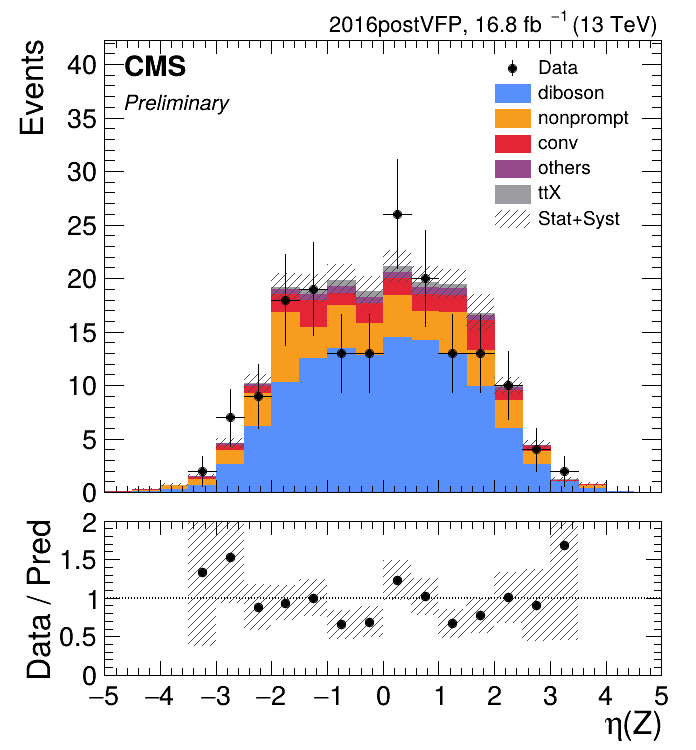 2016postVFP, 16.8 fb⁻¹ (13 TeV)
Events
CMS
Preliminary
Data
diboson
nonprompt
conv
others
ttX
Stat+Syst
40
35
30
25
20
15
10
5
0
Data / Pred
2
1.5
1
0.5
0
−5 −4 −3 −2 −1 0 1 2 3 4 5
η(Z)